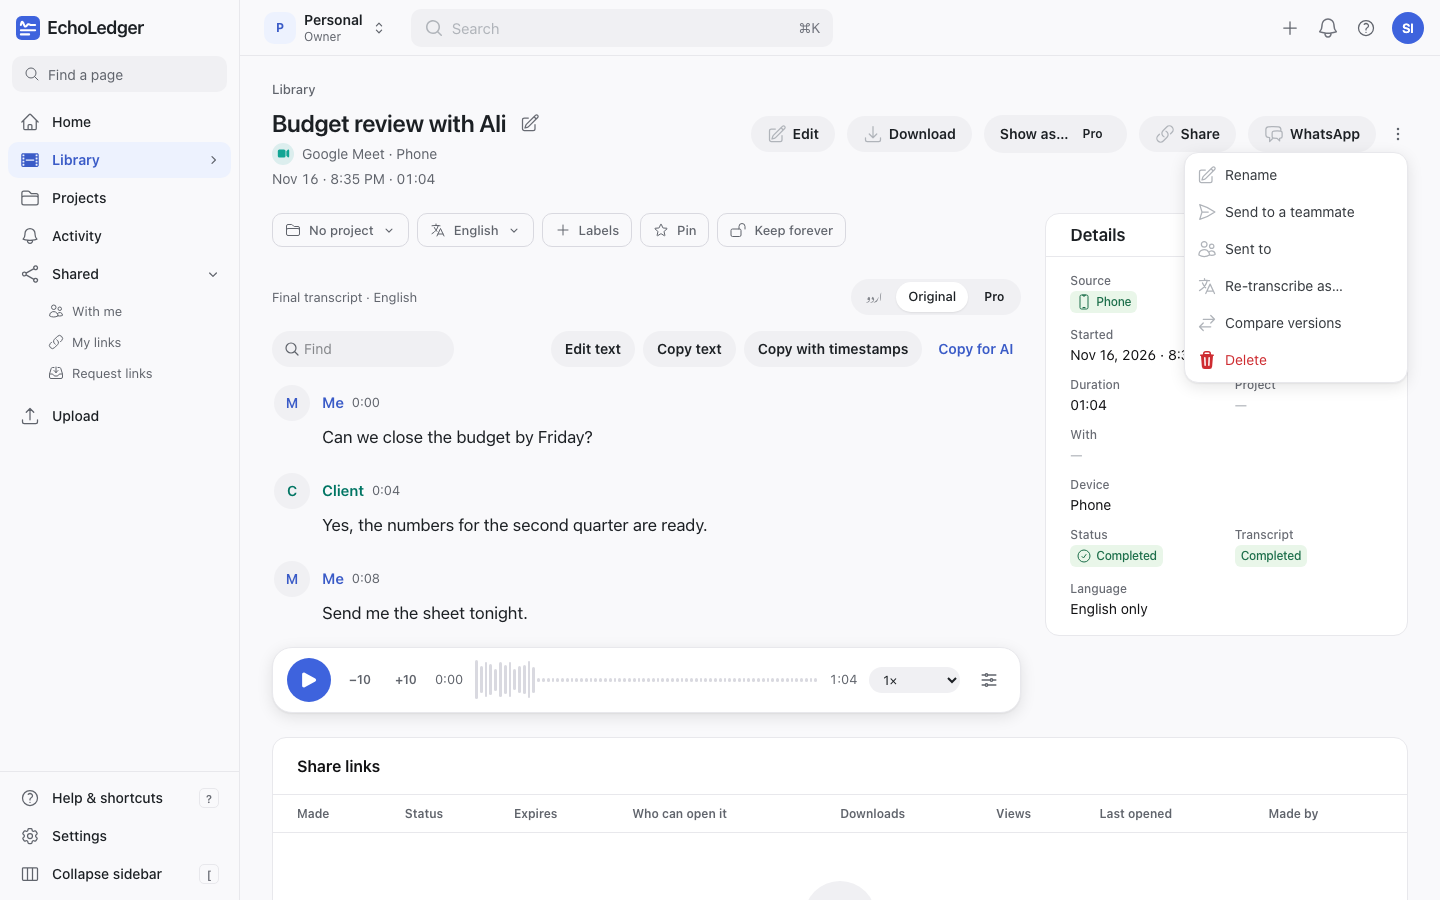 EchoLedger
Find a page
Home
Library
Projects
Activity
Shared
With me
My links
Request links
Upload
Help & shortcuts ?
Settings
Collapse sidebar [
P Personal
Owner
Search ⌘K
SI
Library
Budget review with Ali
Google Meet · Phone
Nov 16 · 8:35 PM · 01:04
Edit Download Show as... Pro Share WhatsApp
Rename
Send to a teammate
Sent to
Re-transcribe as...
Compare versions
Delete
No project English Labels Pin Keep forever
Final transcript · English
اردو Original Pro
Find Edit text Copy text Copy with timestamps Copy for AI
M Me 0:00
Can we close the budget by Friday?
C Client 0:04
Yes, the numbers for the second quarter are ready.
M Me 0:08
Send me the sheet tonight.
−10 +10 0:00 1:04 1×
Details
Source
Phone
Started
Nov 16, 2026 · 8:3
Duration Project
01:04 —
With
—
Device
Phone
Status Transcript
Completed Completed
Language
English only
Share links
Made Status Expires Who can open it Downloads Views Last opened Made by